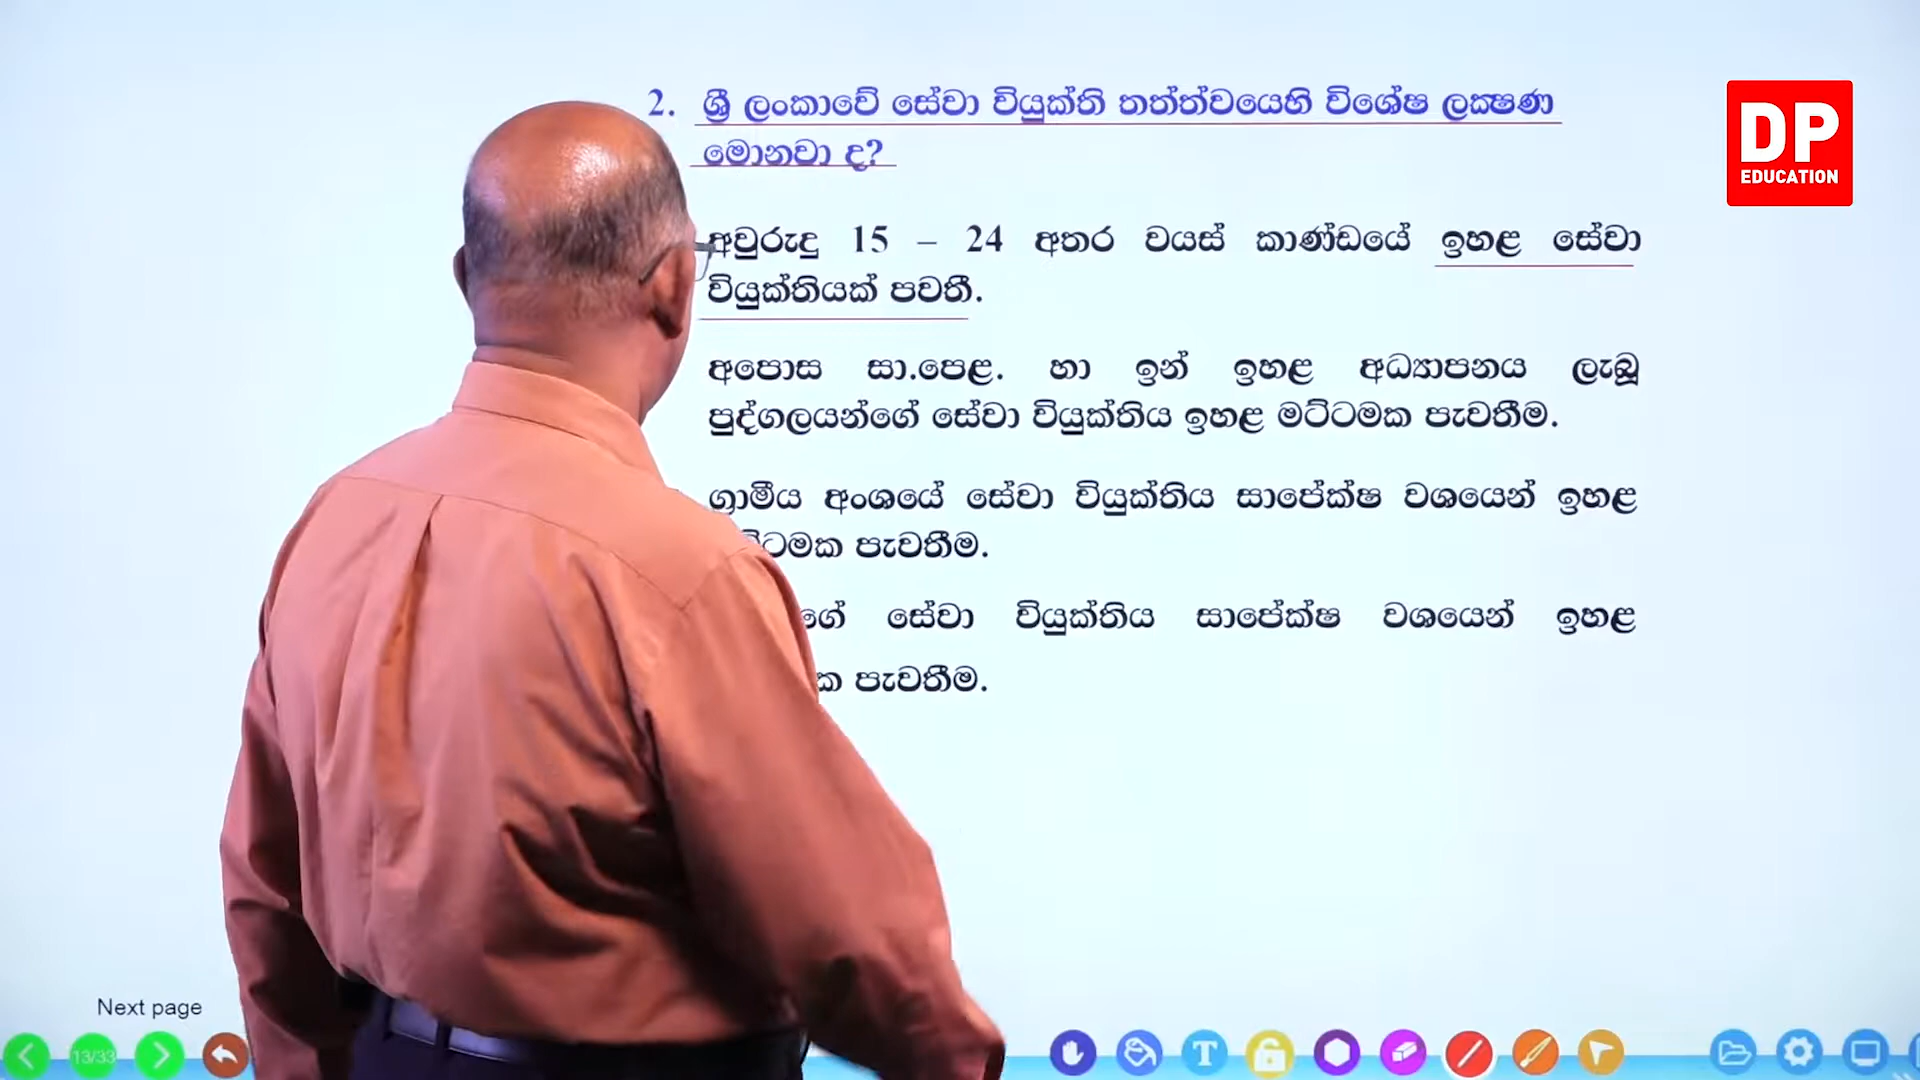 2. ශ්‍රී ලංකාවේ සේවා වියුක්ති තත්ත්වයෙහි විශේෂ ලක්‍ෂණ
මොනවා ද?
DP
EDUCATION
අවුරුදු 15 – 24 අතර වයස් කාණ්ඩයේ ඉහළ සේවා
වියුක්තියක් පවතී.
අපොස සා.පෙළ. හා ඉන් ඉහළ අධ්‍යාපනය ලැබූ
පුද්ගලයන්ගේ සේවා වියුක්තිය ඉහළ මට්ටමක පැවතීම.
ග්‍රාමීය අංශයේ සේවා වියුක්තිය සාපේක්ෂ වශයෙන් ඉහළ
පැවතීම.
සේවා වියුක්තිය සාපේක්ෂ වශයෙන් ඉහළ
පැවතීම.
Next page
13/33